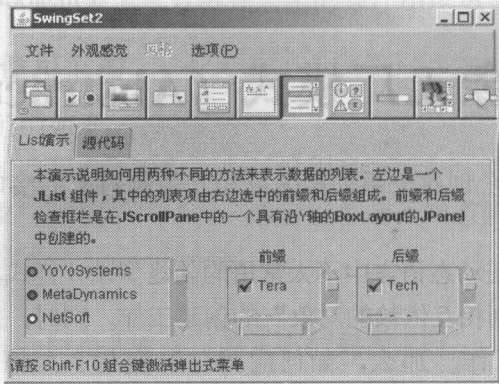 SwingSet2
文件 外观感觉 风格 选项(P)
List演示 源代码
本演示说明如何用两种不同的方法来表示数据的列表。左边是一个
JList 组件，其中的列表项由右边选中的前缀和后缀组成。前缀和后缀
检查框栏是在JScrollPane中的一个具有沿Y轴的BoxLayout的JPanel
中创建的。
前缀 后缀
YoYoSystems
MetaDynamics
NetSoft
Tera
Tech
请按 Shift-F10 组合键激活弹出式菜单